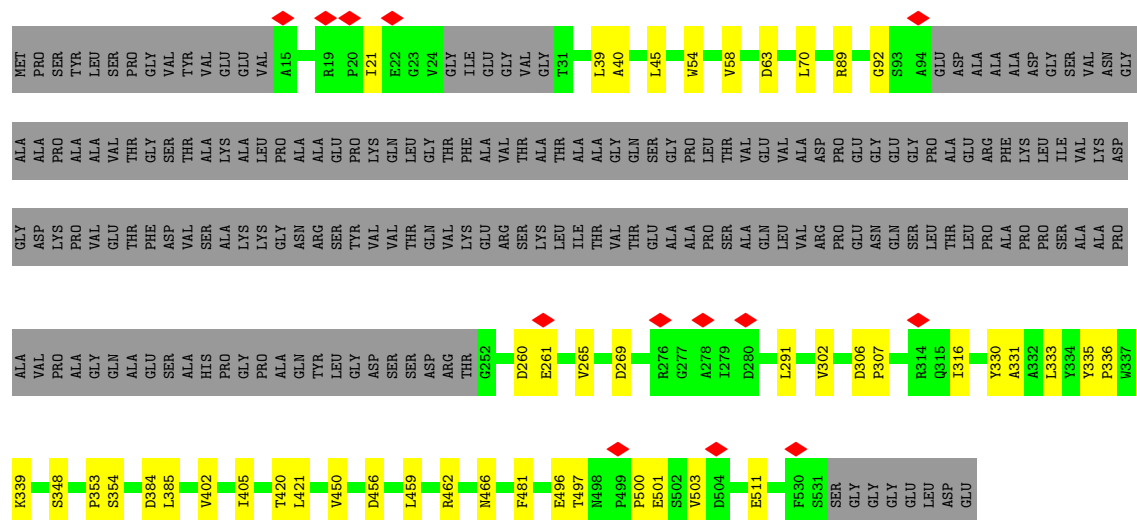 MET PRO SER TYR LEU SER PRO GLY VAL TYR VAL GLU GLU VAL A15 R19 P20 I21 E22 G23 V24 GLY ILE GLU GLY VAL GLY T31 L39 A40 L45 W54 V58 D63 L70 R89 G92 S93 A94 GLU ASP ALA ALA ALA ASP GLY SER VAL ASN GLY
ALA ALA PRO ALA ALA VAL THR GLY SER THR ALA LYS ALA LEU PRO ALA ALA GLU PRO LYS GLN LEU GLY THR PHE ALA VAL THR ALA THR ALA ALA GLY GLN SER GLY PRO LEU THR VAL GLU VAL ALA ASP PRO GLU GLY GLU GLY PRO ALA GLU ARG PHE LYS LEU ILE VAL LYS ASP
GLY ASP LYS PRO VAL GLU THR PHE ASP VAL SER ALA LYS LYS GLY ASN ARG SER TYR VAL VAL THR GLN VAL LYS GLU ARG SER LYS LEU ILE THR VAL THR GLU ALA ALA PRO SER ALA GLN LEU VAL ARG PRO GLU ASN GLN SER LEU THR LEU PRO ALA PRO PRO SER ALA ALA PRO
ALA VAL PRO ALA GLY GLN ALA GLU SER ALA HIS PRO GLY PRO ALA GLN TYR LEU GLY ASP SER SER ASP ARG THR G252 D260 E261 V265 D269 R276 G277 A278 I279 D280 L291 V302 D306 P307 R314 Q315 I316 Y330 A331 A332 L333 Y334 Y335 P336 W337
K339 S348 P353 S354 D384 L385 V402 I405 T420 L421 V450 D456 L459 R462 N466 F481 E496 T497 N498 P499 P500 E501 S502 V503 D504 E511 F530 S531 SER GLY GLY GLY GLU LEU ASP GLU